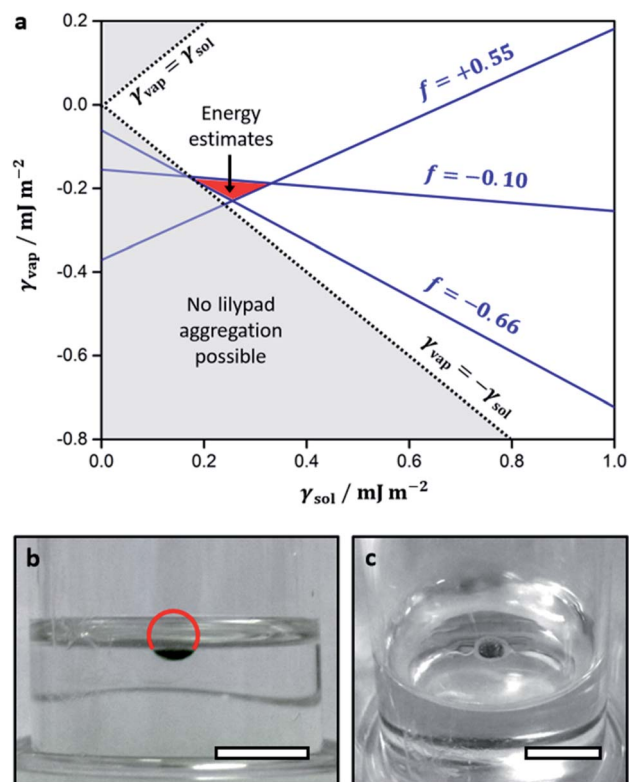 a
0.2
0.0
-0.2
-0.4
-0.6
-0.8
γvap / mJ m⁻²
γvap = γsol
Energy
estimates
f = +0.55
f = −0.10
f = −0.66
No lilypad
aggregation
possible
γvap = −γsol
0.0 0.2 0.4 0.6 0.8 1.0
γsol / mJ m⁻²
b
c